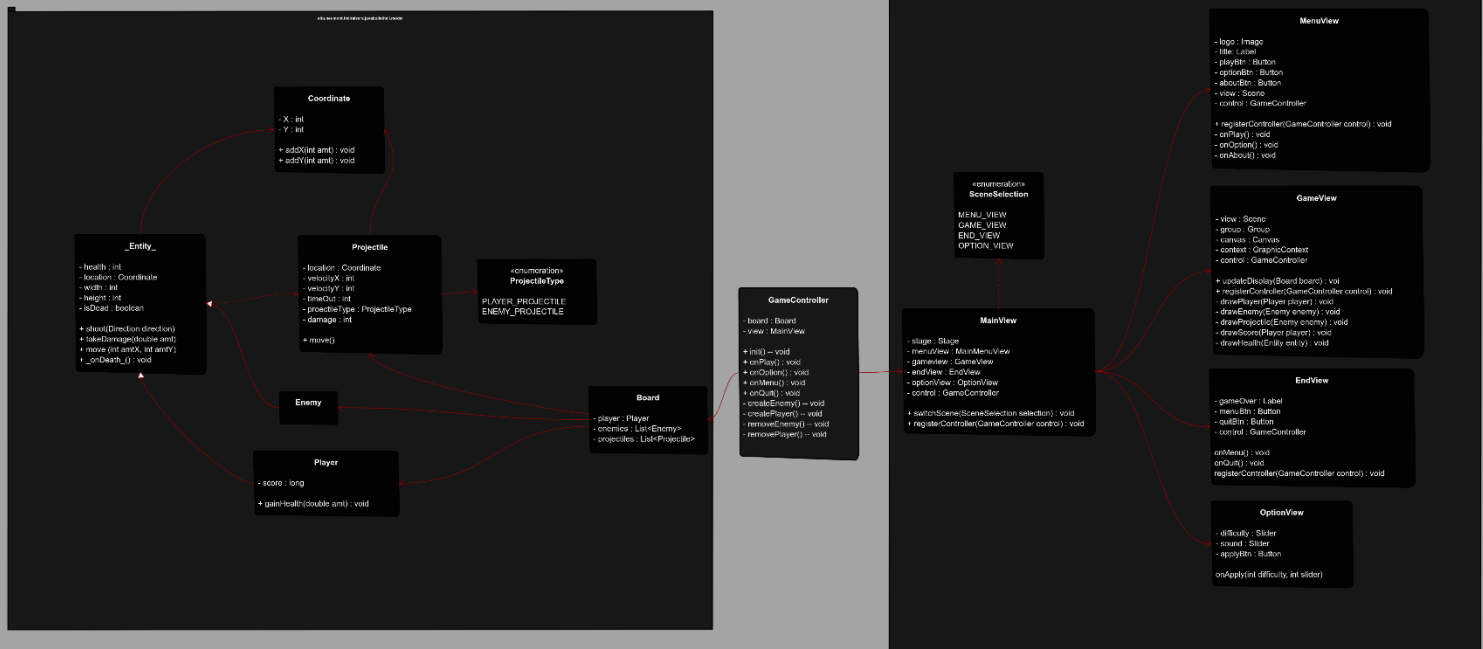 Coordinate
- X : int
- Y : int
+ addX(int amt) : void
+ addY(int amt) : void
_Entity_
- health : int
- location : Coordinate
- width : int
- height : int
- isDead : boolean
+ shoot(Direction direction)
+ takeDamage(double amt)
+ move (int amtX, int amtY)
+ _onDeath_() : void
Projectile
- location : Coordinate
- velocityX : int
- velocityY : int
- timeOut : int
- proectileType : ProjectileType
- damage : int
+ move()
«enumeration»
ProjectileType
PLAYER_PROJECTILE
ENEMY_PROJECTILE
Enemy
Player
- score : long
+ gainHealth(double amt) : void
Board
- player : Player
- enemies : List<Enemy>
- projectiles : List<Projectile>
GameController
- board : Board
- view : MainView
+ init() -- void
+ onPlay() : void
+ onOption() : void
+ onMenu() : void
+ onQuit() : void
- createEnemy() -- void
- createPlayer() -- void
- removeEnemy() -- void
- removePlayer() -- void
«enumeration»
SceneSelection
MENU_VIEW
GAME_VIEW
END_VIEW
OPTION_VIEW
MainView
- stage : Stage
- menuView : MainMenuView
- gameview : GameView
- endView : EndView
- optionView : OptionView
- control : GameController
+ switchScene(SceneSelection selection) : void
+ registerController(GameController control) : void
MenuView
- logo : Image
- title: Label
- playBtn : Button
- optionBtn : Button
- aboutBtn : Button
- view : Scene
- control : GameController
+ registerController(GameController control) : void
- onPlay() : void
- onOption() : void
- onAbout() : void
GameView
- view : Scene
- group : Group
- canvas : Canvas
- context : GraphicContext
- control : GameController
+ updateDisplay(Board board) : voi
+ registerController(GameController control) : void
- drawPlayer(Player player) : void
- drawEnemy(Enemy enemy) : void
- drawProjectile(Enemy enemy) : void
- drawScore(Player player) : void
- drawHealth(Entity entity) : void
EndView
- gameOver : Label
- menuBtn : Button
- quitBtn : Button
- control : GameController
onMenu() : void
onQuit() : void
registerController(GameController control) : void
OptionView
- difficulty : Slider
- sound : Slider
- applyBtn : Button
onApply(int difficulty, int slider)